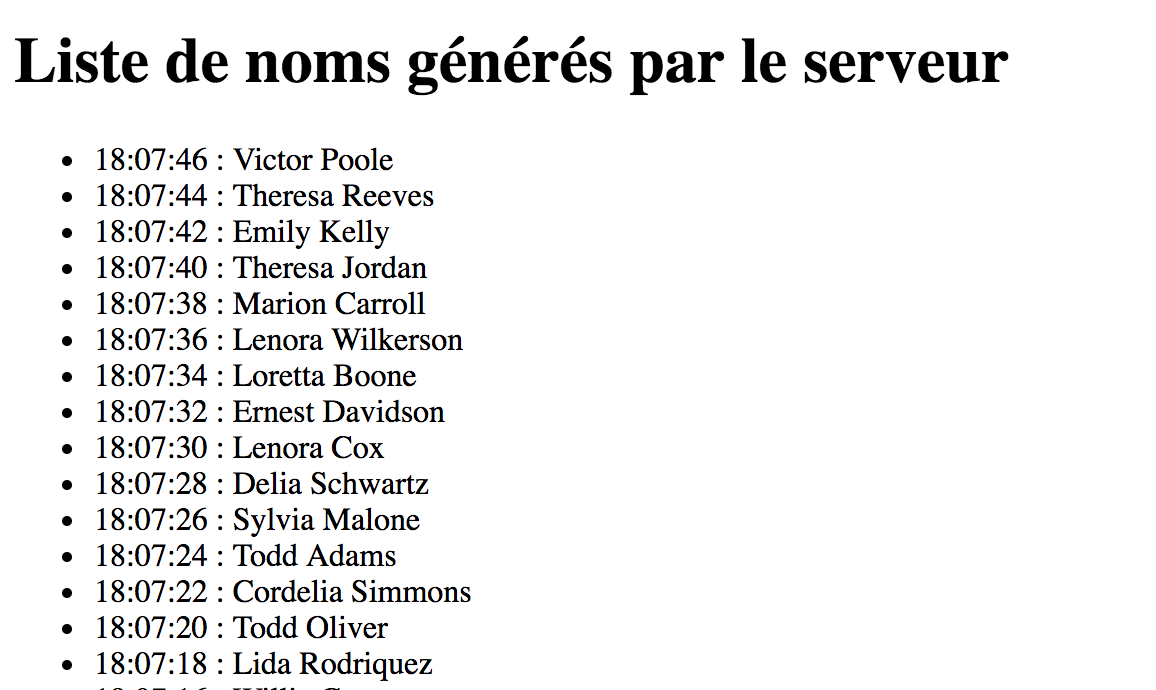 Liste de noms générés par le serveur
18:07:46 : Victor Poole
18:07:44 : Theresa Reeves
18:07:42 : Emily Kelly
18:07:40 : Theresa Jordan
18:07:38 : Marion Carroll
18:07:36 : Lenora Wilkerson
18:07:34 : Loretta Boone
18:07:32 : Ernest Davidson
18:07:30 : Lenora Cox
18:07:28 : Delia Schwartz
18:07:26 : Sylvia Malone
18:07:24 : Todd Adams
18:07:22 : Cordelia Simmons
18:07:20 : Todd Oliver
18:07:18 : Lida Rodriquez